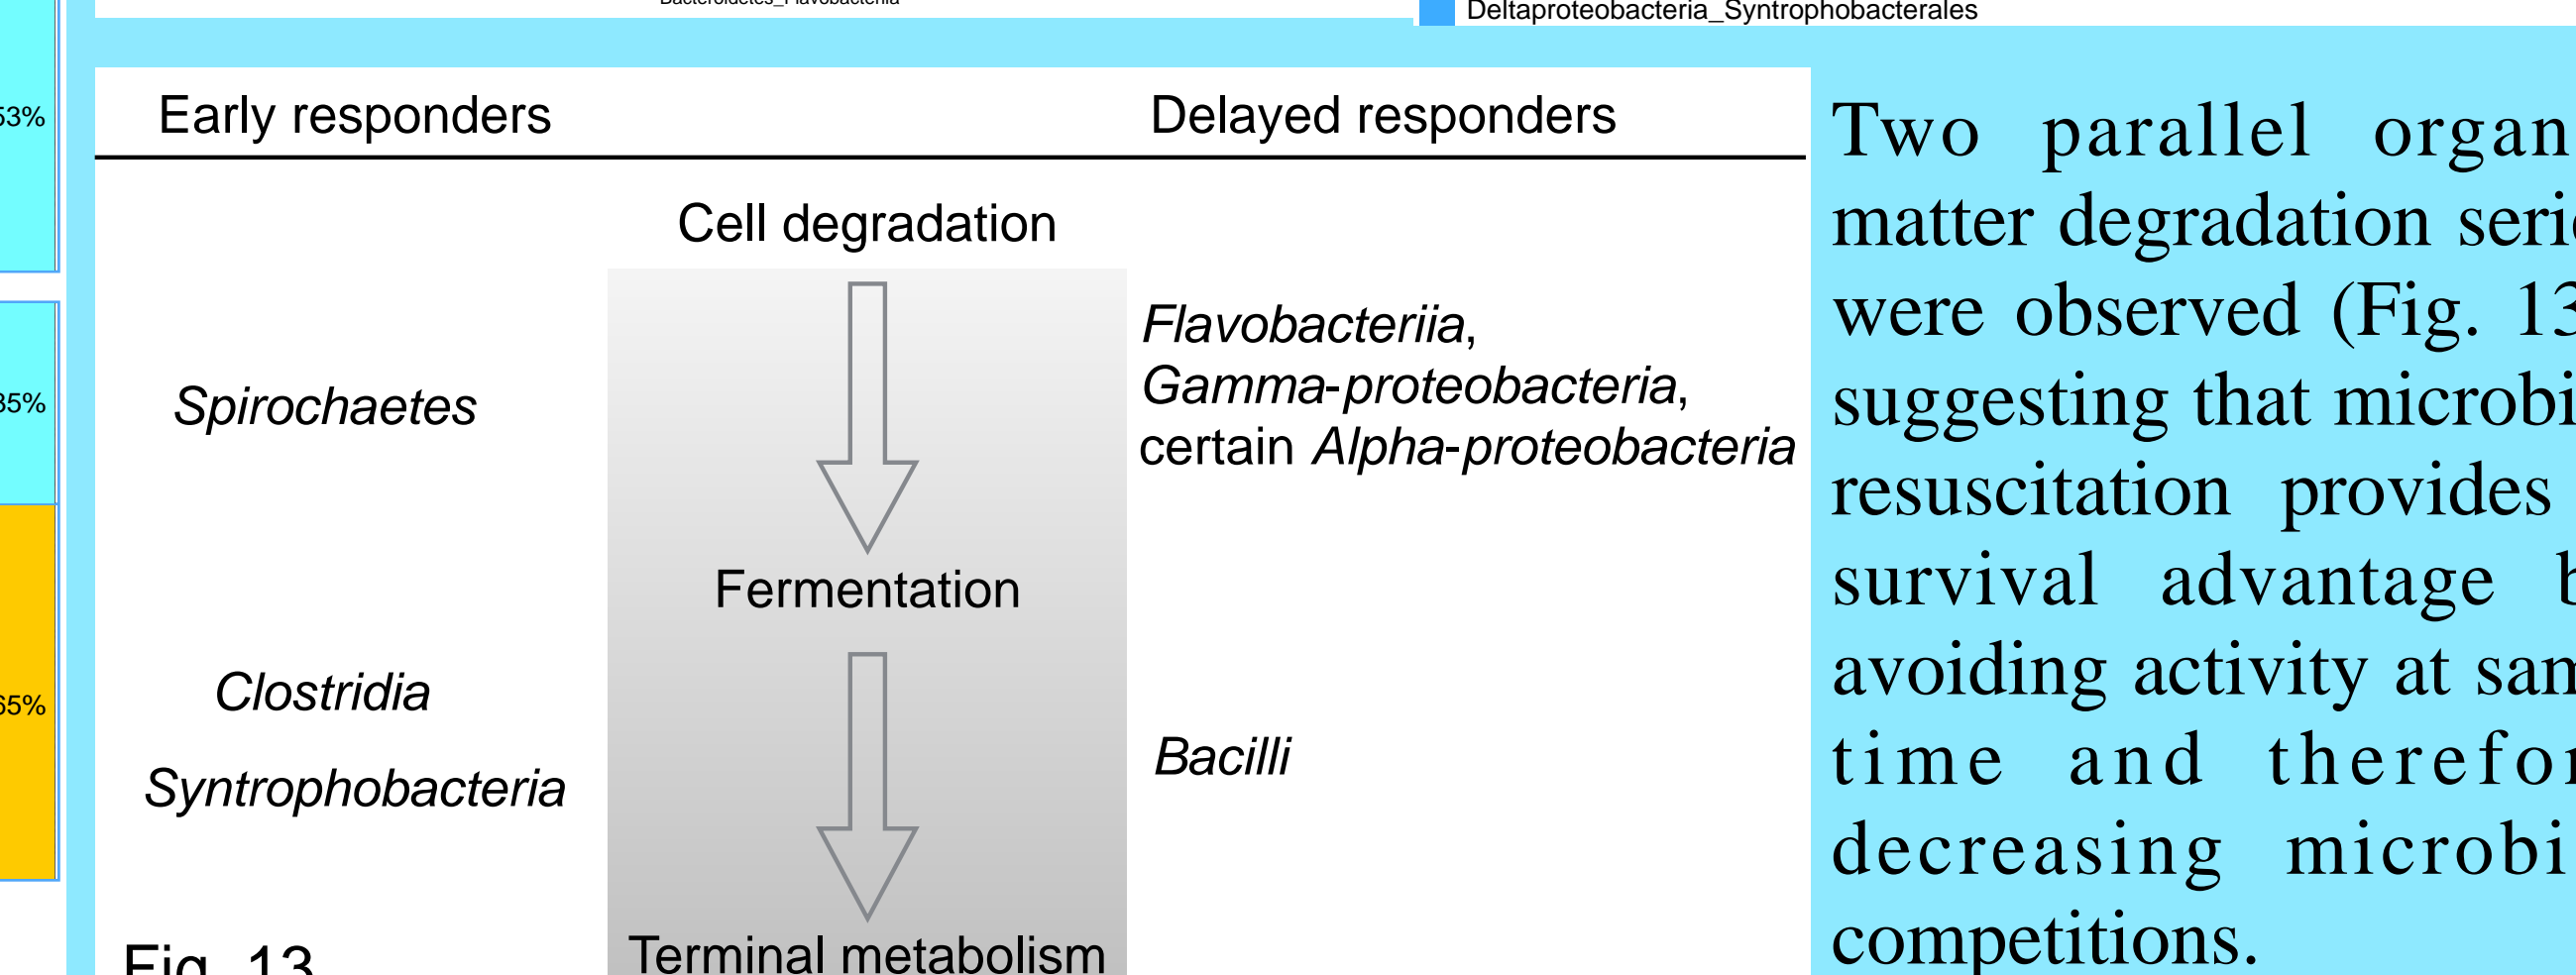 Deltaproteobacteria_Syntrophobacterales
Early responders
Delayed responders
Cell degradation
Spirochaetes
Flavobacteriia,
Gamma-proteobacteria,
certain Alpha-proteobacteria
Fermentation
Clostridia
Syntrophobacteria
Bacilli
Terminal metabolism
Fig. 13
Two parallel organ
matter degradation seri
were observed (Fig. 13
suggesting that microbi
resuscitation provides
survival advantage b
avoiding activity at sam
time and therefor
decreasing microbi
competitions.
53%
35%
65%